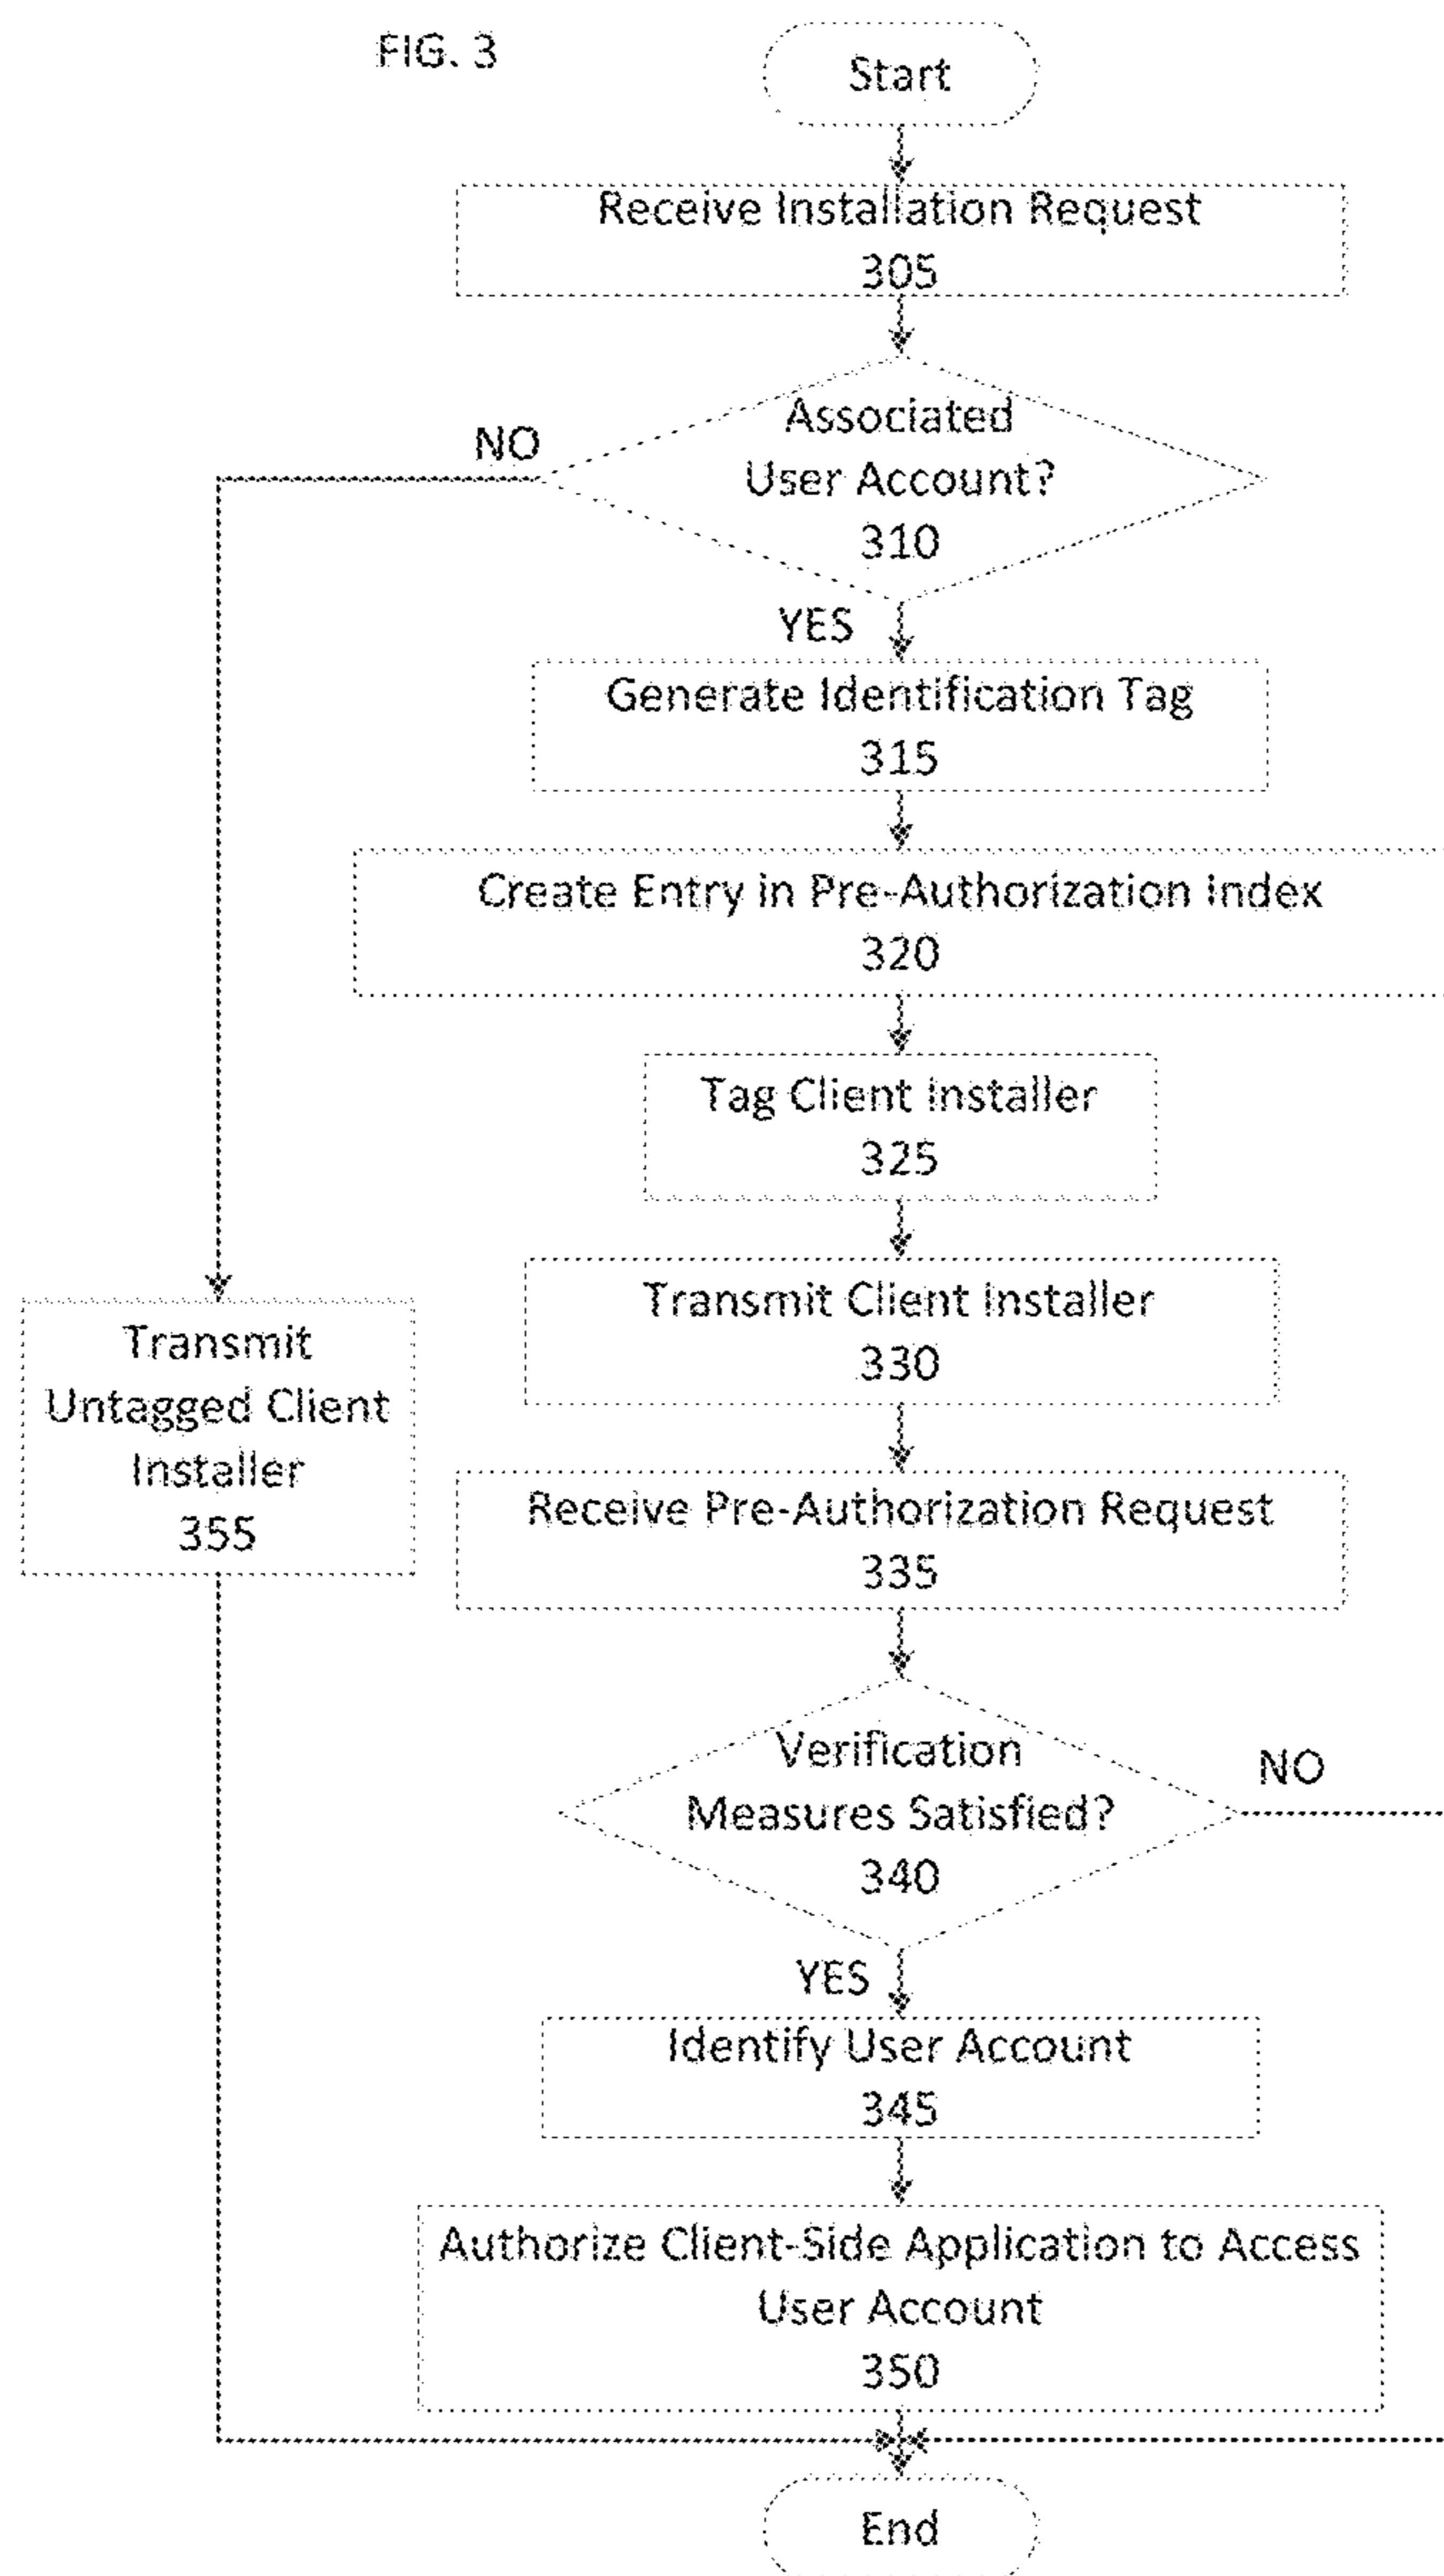 FIG. 3
Start
Receive Installation Request
305
Associated
User Account?
310
NO
YES
Generate Identification Tag
315
Create Entry in Pre-Authorization Index
320
Tag Client Installer
325
Transmit Client Installer
330
Transmit
Untagged Client
Installer
355
Receive Pre-Authorization Request
335
Verification
Measures Satisfied?
340
NO
YES
Identify User Account
345
Authorize Client-Side Application to Access
User Account
350
End